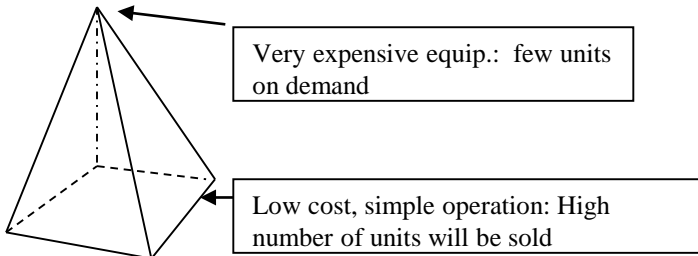 Very expensive equip.: few units
on demand
Low cost, simple operation: High
number of units will be sold